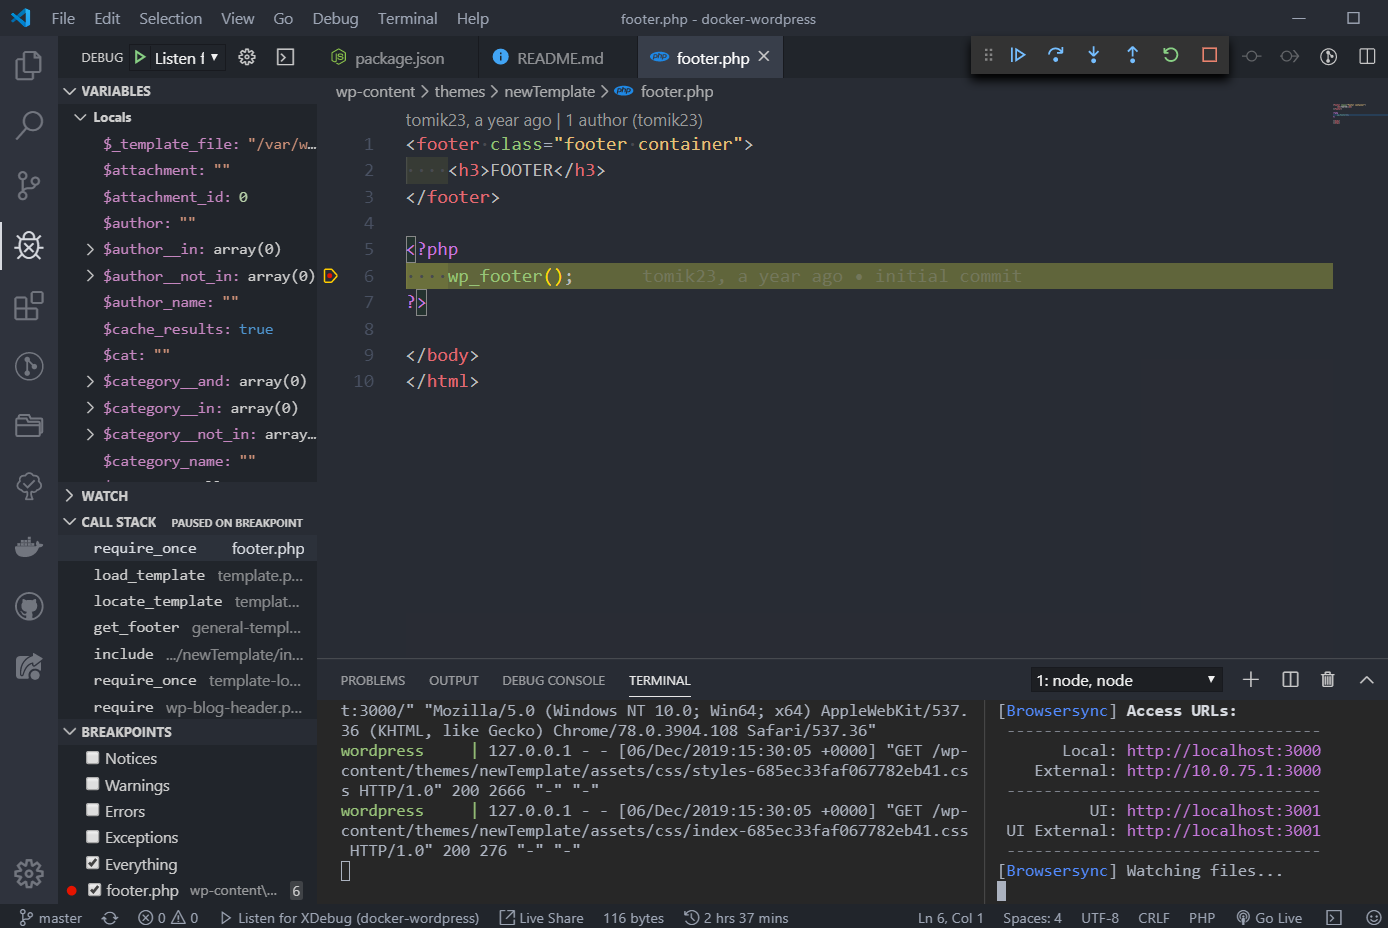 File Edit Selection View Go Debug Terminal Help
footer.php - docker-wordpress
DEBUG Listen f
package.json
README.md
footer.php
VARIABLES
Locals
$_template_file: "/var/w...
$attachment: ""
$attachment_id: 0
$author: ""
$author__in: array(0)
$author__not_in: array(0)
$author_name: ""
$cache_results: true
$cat: ""
$category__and: array(0)
$category__in: array(0)
$category__not_in: array...
$category_name: ""
WATCH
CALL STACK PAUSED ON BREAKPOINT
require_once footer.php
load_template template.p...
locate_template templat...
get_footer general-templ...
include .../newTemplate/in...
require_once template-lo...
require wp-blog-header.p...
BREAKPOINTS
Notices
Warnings
Errors
Exceptions
Everything
footer.php wp-content\... 6
wp-content > themes > newTemplate > footer.php
tomik23, a year ago | 1 author (tomik23)
1 <footer class="footer container">
2 ····<h3>FOOTER</h3>
3 </footer>
4
5 <?php
6 ····wp_footer(); tomik23, a year ago • initial commit
7 ?>
8
9 </body>
10 </html>
PROBLEMS OUTPUT DEBUG CONSOLE TERMINAL
1: node, node
t:3000/" "Mozilla/5.0 (Windows NT 10.0; Win64; x64) AppleWebKit/537.
36 (KHTML, like Gecko) Chrome/78.0.3904.108 Safari/537.36"
wordpress | 127.0.0.1 - - [06/Dec/2019:15:30:05 +0000] "GET /wp-
content/themes/newTemplate/assets/css/styles-685ec33faf067782eb41.cs
s HTTP/1.0" 200 2666 "-" "-"
wordpress | 127.0.0.1 - - [06/Dec/2019:15:30:05 +0000] "GET /wp-
content/themes/newTemplate/assets/css/index-685ec33faf067782eb41.css
HTTP/1.0" 200 276 "-" "-"
[Browsersync] Access URLs:
----------------------------------
Local: http://localhost:3000
External: http://10.0.75.1:3000
----------------------------------
UI: http://localhost:3001
UI External: http://localhost:3001
----------------------------------
[Browsersync] Watching files...
master 0 0 Listen for XDebug (docker-wordpress) Live Share 116 bytes 2 hrs 37 mins Ln 6, Col 1 Spaces: 4 UTF-8 CRLF PHP Go Live